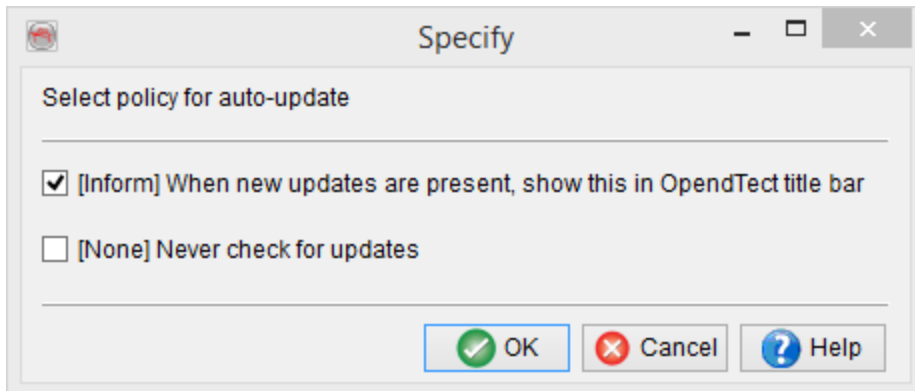 Specify
Select policy for auto-update
[Inform] When new updates are present, show this in OpendTect title bar
[None] Never check for updates
OK Cancel Help